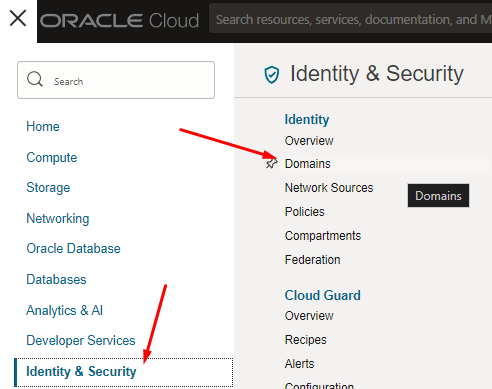 ORACLE Cloud
Search resources, services, documentation, and M
Search
Home
Compute
Storage
Networking
Oracle Database
Databases
Analytics & AI
Developer Services
Identity & Security
Identity & Security
Identity
Overview
Domains
Network Sources
Domains
Policies
Compartments
Federation
Cloud Guard
Overview
Recipes
Alerts
Configuration